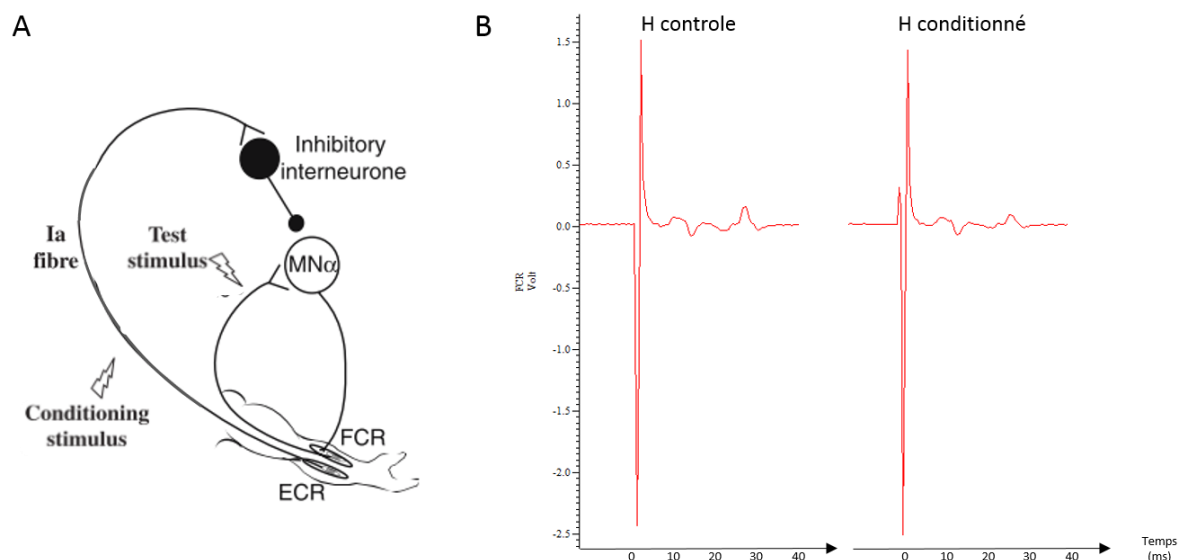 A
Inhibitory
interneurone
Ia
fibre
Test
stimulus
MNα
Conditioning
stimulus
FCR
ECR
B
H controle
H conditionné
1.5
1.0
0.5
0.0
-0.5
-1.0
-1.5
-2.0
-2.5
FCR
Volt
0 10 20 30 40
0 10 20 30 40
Temps
(ms)